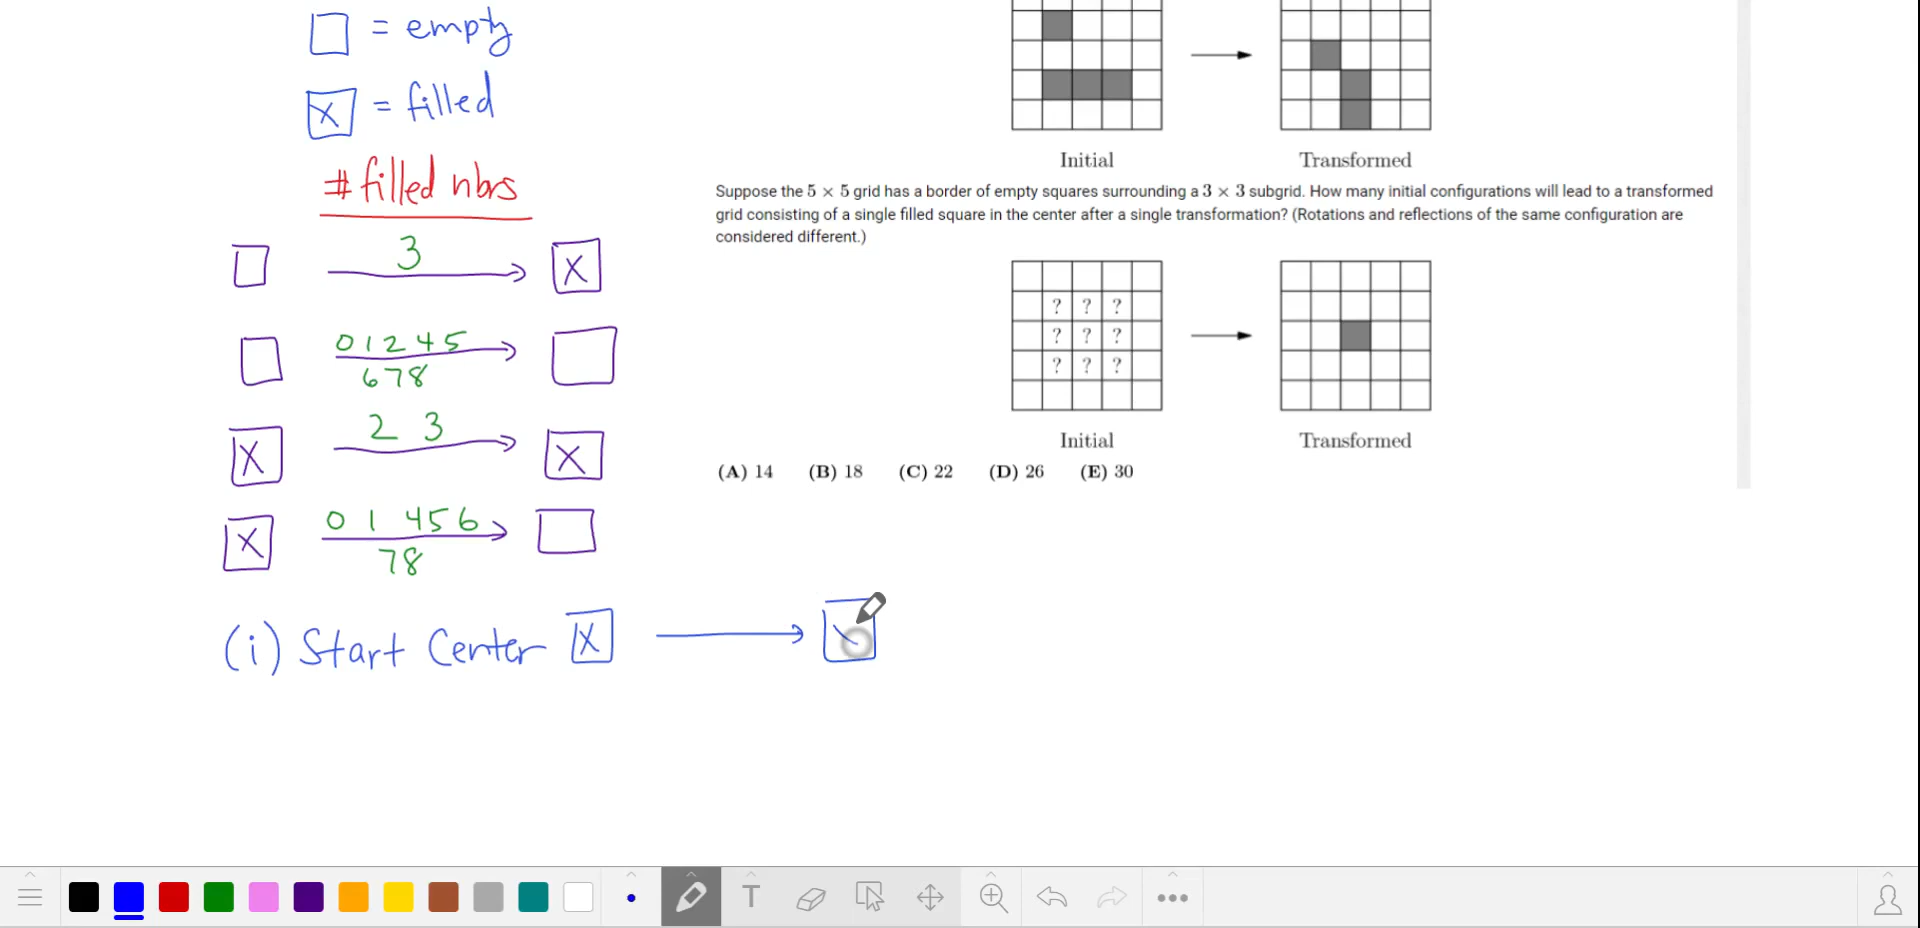 □ = empty
X = filled
# filled nbrs
3
X
0 1 2 4 5
6 7 8
X
2 3
X
X
0 1 4 5 6
7 8
(i) Start Center X
Initial
Transformed
Suppose the 5 × 5 grid has a border of empty squares surrounding a 3 × 3 subgrid. How many initial configurations will lead to a transformed
grid consisting of a single filled square in the center after a single transformation? (Rotations and reflections of the same configuration are
considered different.)
? ? ?
? ? ?
? ? ?
Initial
Transformed
(A) 14 (B) 18 (C) 22 (D) 26 (E) 30
T